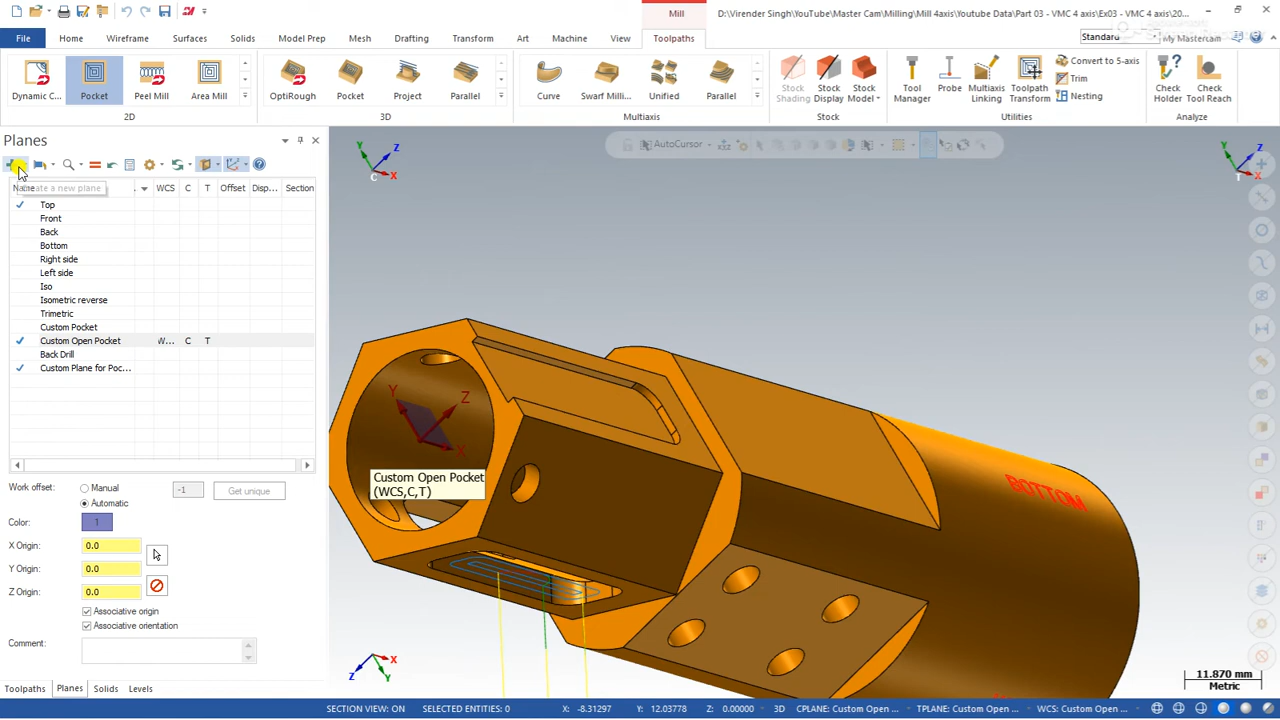 Mill
D:\Virender Singh\YouTube\Master Cam\Milling\Mill 4axis\Youtube Data\Part 03 - VMC 4 axis\Ex03 - VMC 4 axis\20...
File
Home
Wireframe
Surfaces
Solids
Model Prep
Mesh
Drafting
Transform
Art
Machine
View
Toolpaths
Standard
My Mastercam
Dynamic C...
Pocket
Peel Mill
Area Mill
2D
OptiRough
Pocket
Project
Parallel
3D
Curve
Swarf Milli...
Unified
Parallel
Multiaxis
Stock Shading
Stock Display
Stock Model
Stock
Tool Manager
Probe
Multiaxis Linking
Toolpath Transform
Convert to 5-axis
Trim
Nesting
Utilities
Check Holder
Check Tool Reach
Analyze
Planes
AutoCursor
Name
Create a new plane
WCS
C
T
Offset
Disp...
Section
Top
Front
Back
Bottom
Right side
Left side
Iso
Isometric reverse
Trimetric
Custom Pocket
Custom Open Pocket W... C T
Back Drill
Custom Plane for Poc...
Work offset:
Manual
-1
Get unique
Automatic
Color:
1
X Origin:
0.0
Y Origin:
0.0
Z Origin:
0.0
Associative origin
Associative orientation
Comment:
Y
Z
X
C
Y
Z
X
T
Y
Z
X
Custom Open Pocket
(WCS,C,T)
BOTTOM
X
Z
Y
11.870 mm
Metric
Toolpaths
Planes
Solids
Levels
SECTION VIEW: ON
SELECTED ENTITIES: 0
X: -8.31297
Y: 12.03778
Z: 0.00000
3D
CPLANE: Custom Open ...
TPLANE: Custom Open ...
WCS: Custom Open ...